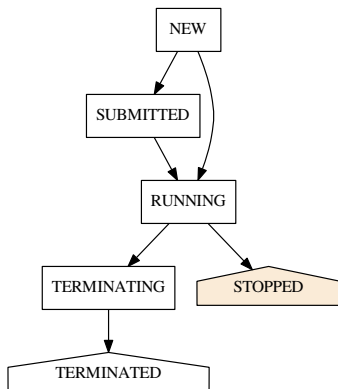 NEW
SUBMITTED
RUNNING
TERMINATING
STOPPED
TERMINATED